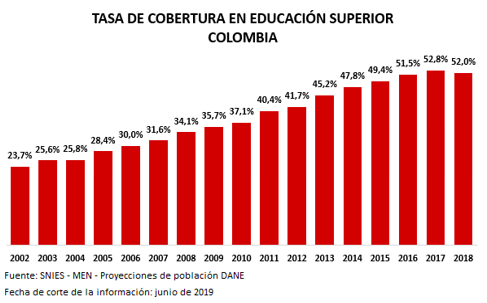 TASA DE COBERTURA EN EDUCACIÓN SUPERIOR
COLOMBIA
23,7% 25,6% 25,8% 28,4% 30,0% 31,6% 34,1% 35,7% 37,1% 40,4% 41,7% 45,2% 47,8% 49,4% 51,5% 52,8% 52,0%
2002 2003 2004 2005 2006 2007 2008 2009 2010 2011 2012 2013 2014 2015 2016 2017 2018
Fuente: SNIES - MEN - Proyecciones de población DANE
Fecha de corte de la información: junio de 2019